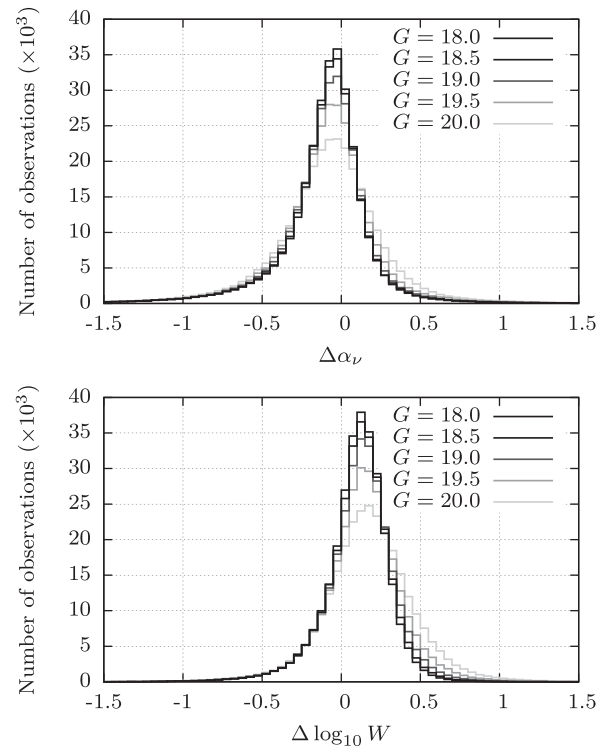 Number of observations (×10³)
40
35
30
25
20
15
10
5
0
G = 18.0
G = 18.5
G = 19.0
G = 19.5
G = 20.0
-1.5 -1 -0.5 0 0.5 1 1.5
Δα_ν
Number of observations (×10³)
40
35
30
25
20
15
10
5
0
G = 18.0
G = 18.5
G = 19.0
G = 19.5
G = 20.0
-1.5 -1 -0.5 0 0.5 1 1.5
Δ log₁₀ W